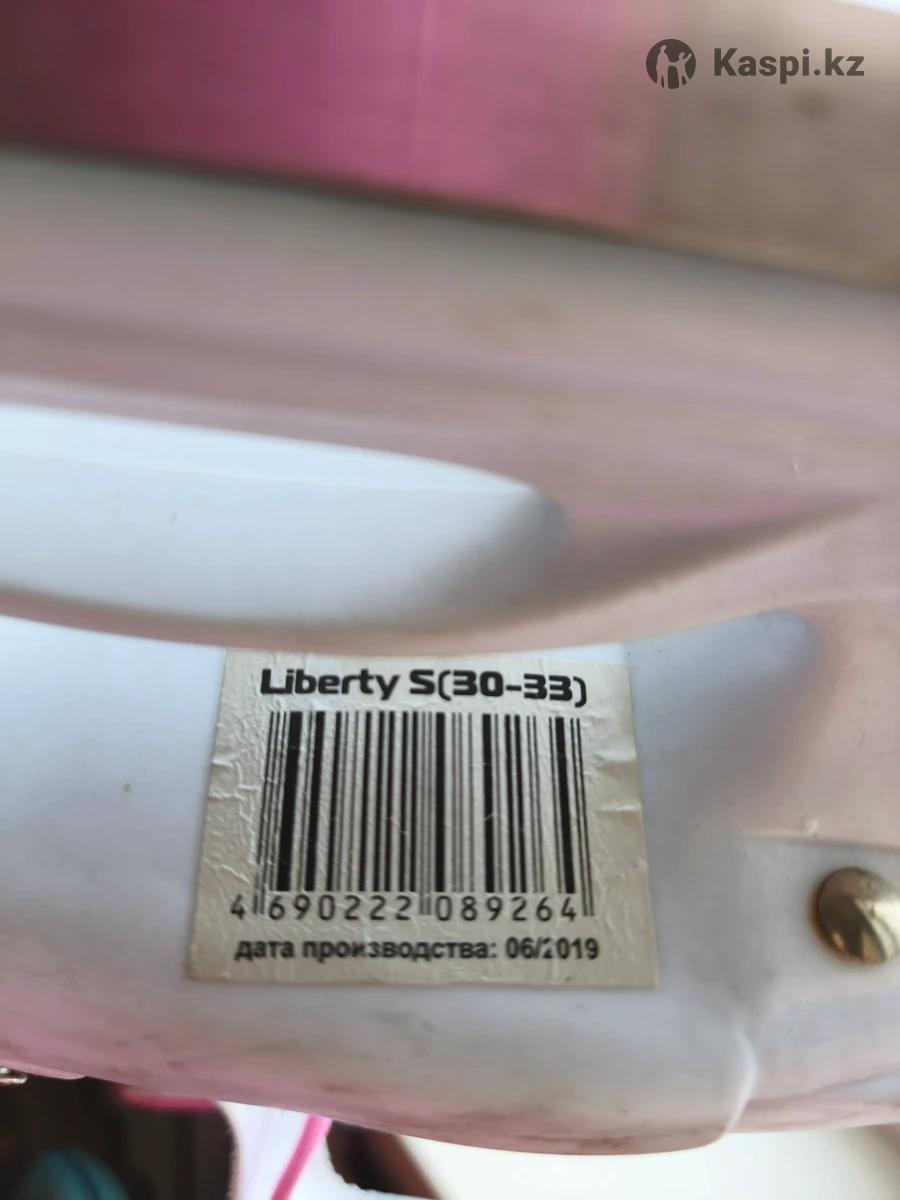 Kaspi.kz
Liberty S(30-33)
4 690222 089264
дата производства: 06/2019